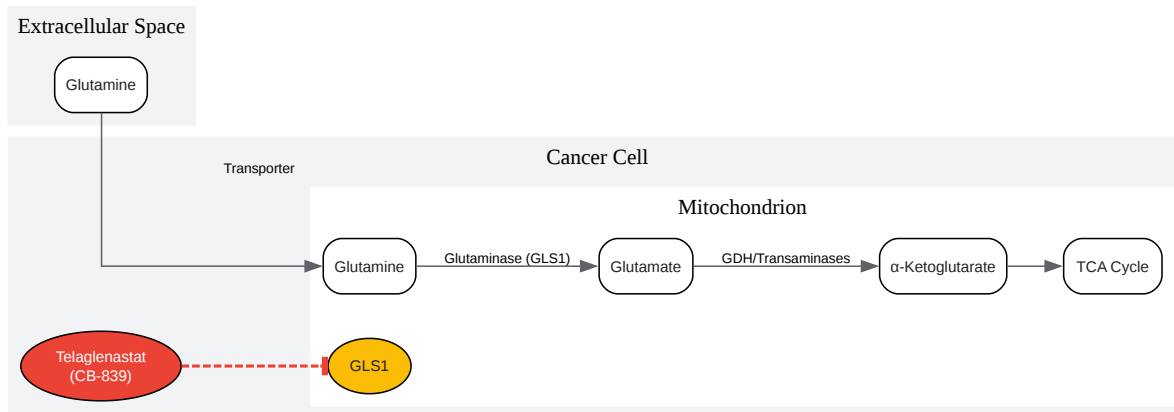 Extracellular Space
Glutamine
Cancer Cell
Transporter
Mitochondrion
Glutamine
Glutaminase (GLS1)
Glutamate
GDH/Transaminases
α-Ketoglutarate
TCA Cycle
Telaglenastat
(CB-839)
GLS1